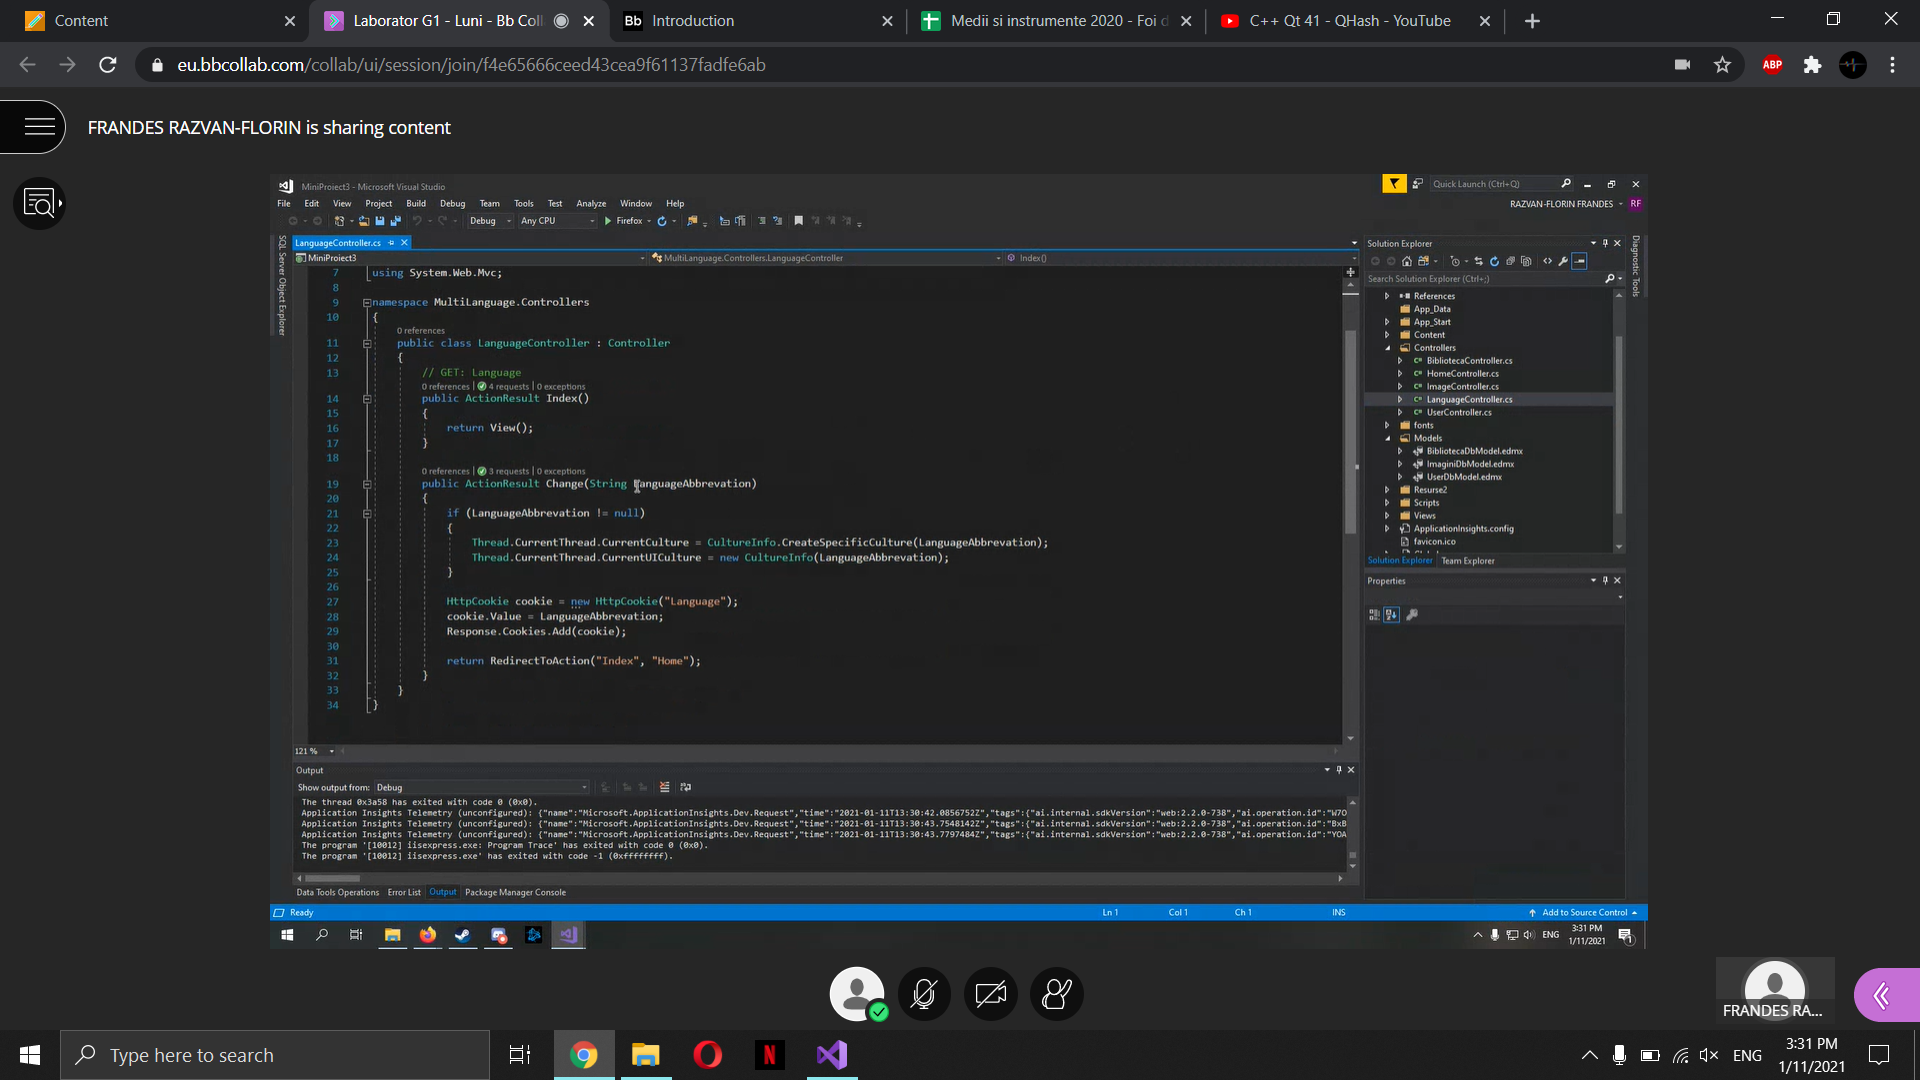 Content
Laborator G1 - Luni - Bb Coll
Bb Introduction
Medii si instrumente 2020 - Foi d
C++ Qt 41 - QHash - YouTube
eu.bbcollab.com/collab/ui/session/join/f4e65666ceed43cea9f61137fadfe6ab
ABP
FRANDES RAZVAN-FLORIN is sharing content
MiniProiect3 - Microsoft Visual Studio
Quick Launch (Ctrl+Q)
File Edit View Project Build Debug Team Tools Test Analyze Window Help
RAZVAN-FLORIN FRANDES RF
Debug Any CPU Firefox
SQL Server Object Explorer
LanguageController.cs
MiniProiect3 MultiLanguage.Controllers.LanguageController Index()
7 using System.Web.Mvc;
8
9 namespace MultiLanguage.Controllers
10 {
0 references
11 public class LanguageController : Controller
12 {
13 // GET: Language
0 references | 4 requests | 0 exceptions
14 public ActionResult Index()
15 {
16 return View();
17 }
18
0 references | 3 requests | 0 exceptions
19 public ActionResult Change(String LanguageAbbrevation)
20 {
21 if (LanguageAbbrevation != null)
22 {
23 Thread.CurrentThread.CurrentCulture = CultureInfo.CreateSpecificCulture(LanguageAbbrevation);
24 Thread.CurrentThread.CurrentUICulture = new CultureInfo(LanguageAbbrevation);
25 }
26
27 HttpCookie cookie = new HttpCookie("Language");
28 cookie.Value = LanguageAbbrevation;
29 Response.Cookies.Add(cookie);
30
31 return RedirectToAction("Index", "Home");
32 }
33 }
34 }
121 %
Solution Explorer
Search Solution Explorer (Ctrl+;)
References
App_Data
App_Start
Content
Controllers
BibliotecaController.cs
HomeController.cs
ImageController.cs
LanguageController.cs
UserController.cs
fonts
Models
BibliotecaDbModel.edmx
ImaginiDbModel.edmx
UserDbModel.edmx
Resurse2
Scripts
Views
ApplicationInsights.config
favicon.ico
Solution Explorer Team Explorer
Properties
Diagnostic Tools
Output
Show output from: Debug
The thread 0x3a58 has exited with code 0 (0x0).
Application Insights Telemetry (unconfigured): {"name":"Microsoft.ApplicationInsights.Dev.Request","time":"2021-01-11T13:30:42.0856752Z","tags":{"ai.internal.sdkVersion":"web:2.2.0-738","ai.operation.id":"W7O
Application Insights Telemetry (unconfigured): {"name":"Microsoft.ApplicationInsights.Dev.Request","time":"2021-01-11T13:30:43.7548142Z","tags":{"ai.internal.sdkVersion":"web:2.2.0-738","ai.operation.id":"BxB
Application Insights Telemetry (unconfigured): {"name":"Microsoft.ApplicationInsights.Dev.Request","time":"2021-01-11T13:30:43.7797484Z","tags":{"ai.internal.sdkVersion":"web:2.2.0-738","ai.operation.id":"YOA
The program '[10012] iisexpress.exe: Program Trace' has exited with code 0 (0x0).
The program '[10012] iisexpress.exe' has exited with code -1 (0xffffffff).
Data Tools Operations Error List Output Package Manager Console
Ready Ln 1 Col 1 Ch 1 INS Add to Source Control
ENG 3:31 PM
1/11/2021
FRANDES RA...
Type here to search
N
ENG
3:31 PM
1/11/2021